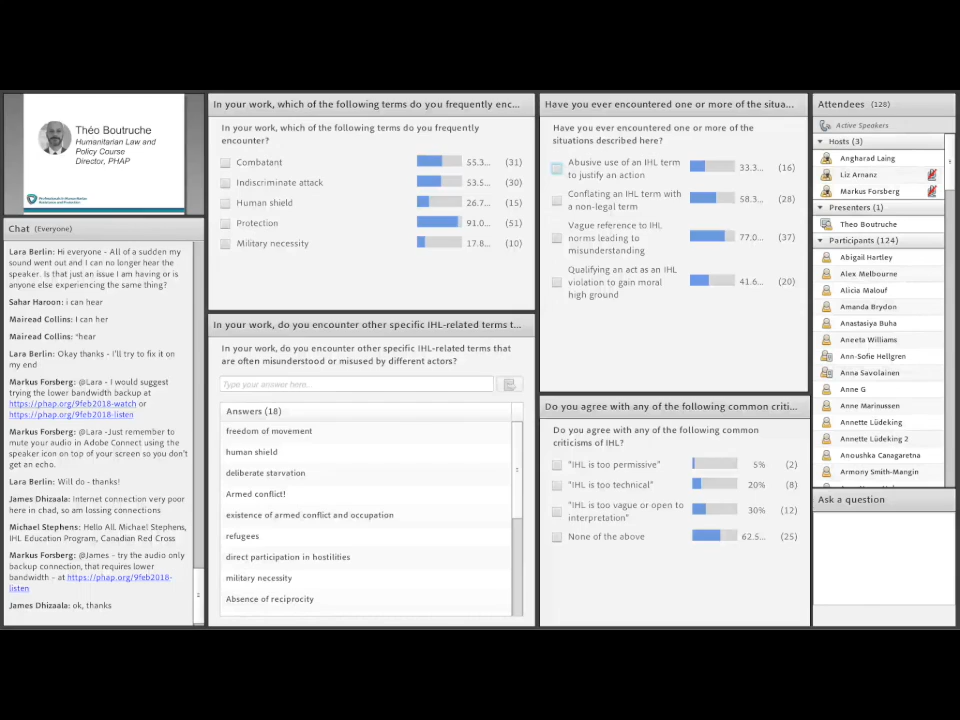 Théo Boutruche
Humanitarian Law and
Policy Course
Director, PHAP
Chat (Everyone)
Lara Berlin: Hi everyone - All of a sudden my
sound went out and I can no longer hear the
speaker. Is that just an issue I am having or is
anyone else experiencing the same thing?
Sahar Haroon: i can hear
Mairead Collins: I can her
Mairead Collins: *hear
Lara Berlin: Okay thanks - I'll try to fix it on
my end
Markus Forsberg: @Lara - I would suggest
trying the lower bandwidth backup at
https://phap.org/9feb2018-watch or
https://phap.org/9feb2018-listen
Markus Forsberg: @Lara -Just remember to
mute your audio in Adobe Connect using the
speaker icon on top of your screen so you don't
get an echo.
Lara Berlin: Will do - thanks!
James Dhizaala: Internet connection very poor
here in chad, so am lossing connections
Michael Stephens: Hello All, Michael Stephens,
IHL Education Program, Canadian Red Cross
Markus Forsberg: @James - try the audio only
backup connection, that requires lower
bandwidth - at https://phap.org/9feb2018-
listen
James Dhizaala: ok, thanks
In your work, which of the following terms do you frequently enc...
In your work, which of the following terms do you frequently
encounter?
Combatant 55.3... (31)
Indiscriminate attack 53.5... (30)
Human shield 26.7... (15)
Protection 91.0... (51)
Military necessity 17.8... (10)
In your work, do you encounter other specific IHL-related terms t...
In your work, do you encounter other specific IHL-related terms that
are often misunderstood or misused by different actors?
Type your answer here...
Answers (18)
freedom of movement
human shield
deliberate starvation
Armed conflict!
existence of armed conflict and occupation
refugees
direct participation in hostilities
military necessity
Absence of reciprocity
Have you ever encountered one or more of the situa...
Have you ever encountered one or more of the
situations described here?
Abusive use of an IHL term
to justify an action 33.3... (16)
Conflating an IHL term with
a non-legal term 58.3... (28)
Vague reference to IHL
norms leading to
misunderstanding 77.0... (37)
Qualifying an act as an IHL
violation to gain moral
high ground 41.6... (20)
Do you agree with any of the following common criti...
Do you agree with any of the following common
criticisms of IHL?
"IHL is too permissive" 5% (2)
"IHL is too technical" 20% (8)
"IHL is too vague or open to
interpretation" 30% (12)
None of the above 62.5... (25)
Attendees (128)
Active Speakers
Hosts (3)
Angharad Laing
Liz Arnanz
Markus Forsberg
Presenters (1)
Theo Boutruche
Participants (124)
Abigail Hartley
Alex Melbourne
Alicia Malouf
Amanda Brydon
Anastasiya Buha
Aneeta Williams
Ann-Sofie Hellgren
Anna Savolainen
Anne G
Anne Marinussen
Annette Lüdeking
Annette Lüdeking 2
Anoushka Canagaretna
Armony Smith-Mangin
Ask a question